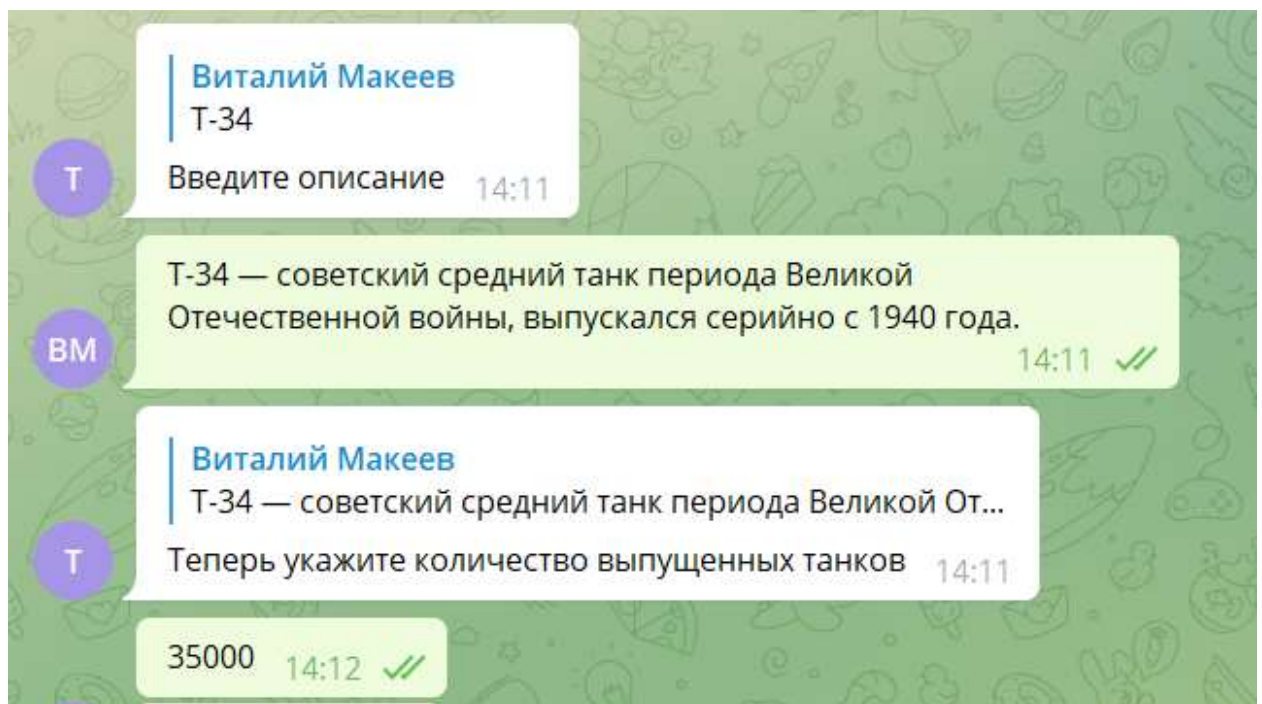 Виталий Макеев
Т-34
Т
Введите описание 14:11
Т-34 — советский средний танк периода Великой
Отечественной войны, выпускался серийно с 1940 года.
ВМ
14:11
Виталий Макеев
Т-34 — советский средний танк периода Великой От...
Т
Теперь укажите количество выпущенных танков 14:11
35000 14:12